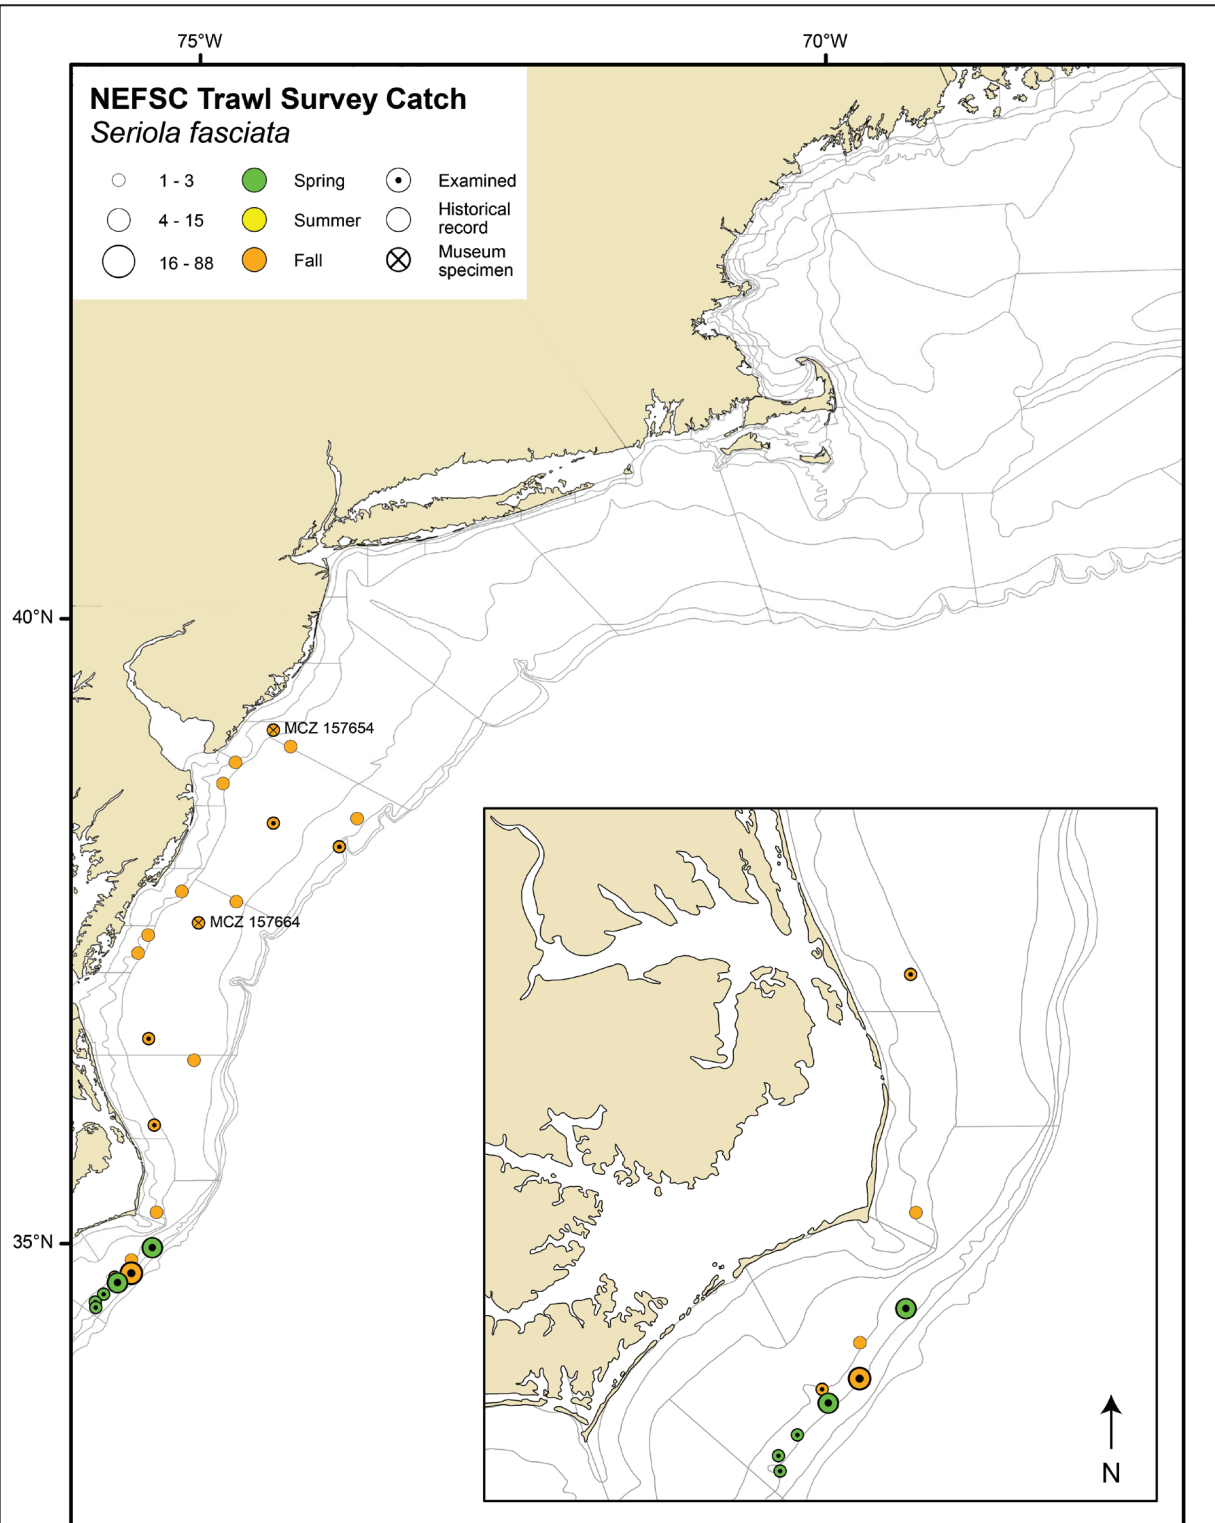 75°W
70°W
NEFSC Trawl Survey Catch
Seriola fasciata
1 - 3
Spring
Examined
4 - 15
Summer
Historical
record
16 - 88
Fall
Museum
specimen
40°N
MCZ 157654
MCZ 157664
35°N
N